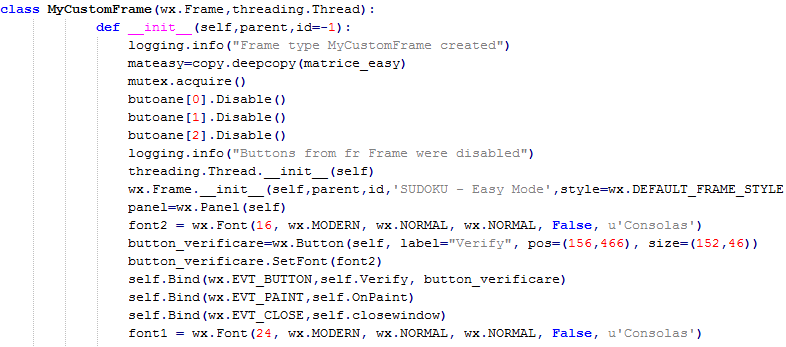 class MyCustomFrame(wx.Frame,threading.Thread):
def __init__(self,parent,id=-1):
logging.info("Frame type MyCustomFrame created")
mateasy=copy.deepcopy(matrice_easy)
mutex.acquire()
butoane[0].Disable()
butoane[1].Disable()
butoane[2].Disable()
logging.info("Buttons from fr Frame were disabled")
threading.Thread.__init__(self)
wx.Frame.__init__(self,parent,id,'SUDOKU - Easy Mode',style=wx.DEFAULT_FRAME_STYLE
panel=wx.Panel(self)
font2 = wx.Font(16, wx.MODERN, wx.NORMAL, wx.NORMAL, False, u'Consolas')
button_verificare=wx.Button(self, label="Verify", pos=(156,466), size=(152,46))
button_verificare.SetFont(font2)
self.Bind(wx.EVT_BUTTON,self.Verify, button_verificare)
self.Bind(wx.EVT_PAINT,self.OnPaint)
self.Bind(wx.EVT_CLOSE,self.closewindow)
font1 = wx.Font(24, wx.MODERN, wx.NORMAL, wx.NORMAL, False, u'Consolas')